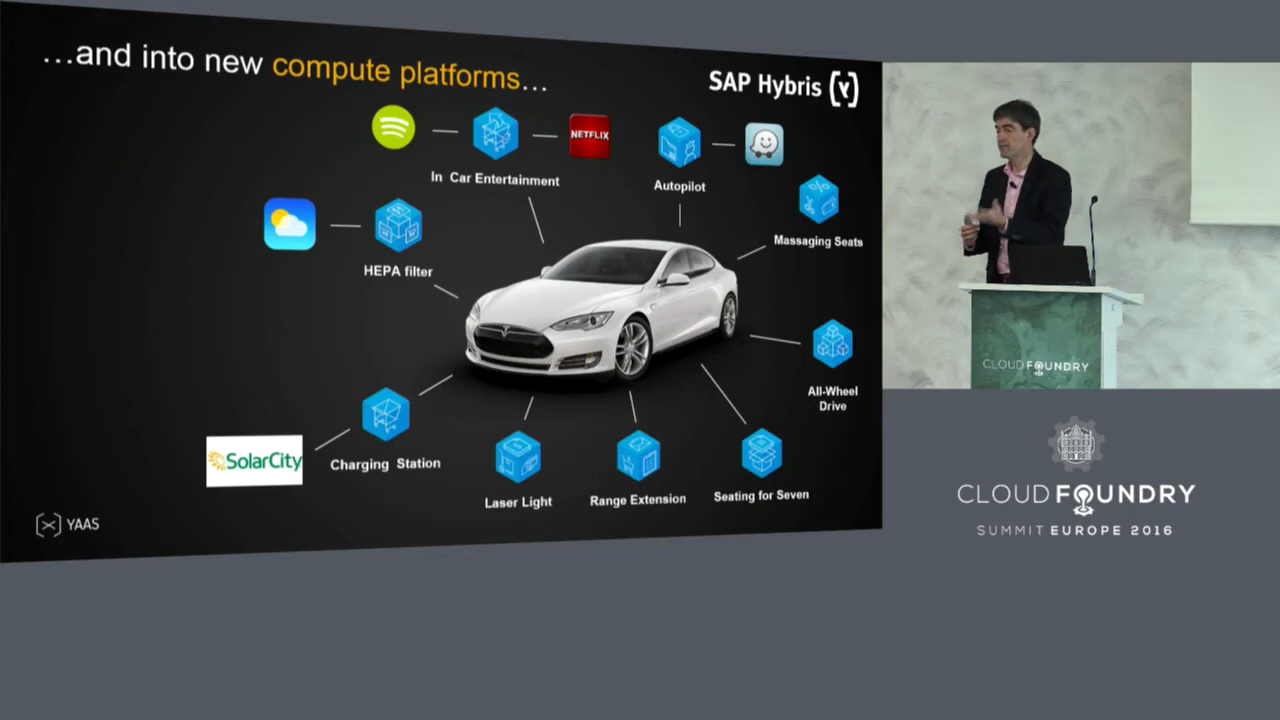 ...and into new compute platforms...
SAP Hybris
NETFLIX
In Car Entertainment
Autopilot
Massaging Seats
HEPA filter
All-Wheel
Drive
SolarCity
Charging Station
Laser Light
Range Extension
Seating for Seven
YAAS
CLOUD FOUNDRY
CLOUD FOUNDRY
SUMMIT EUROPE 2016